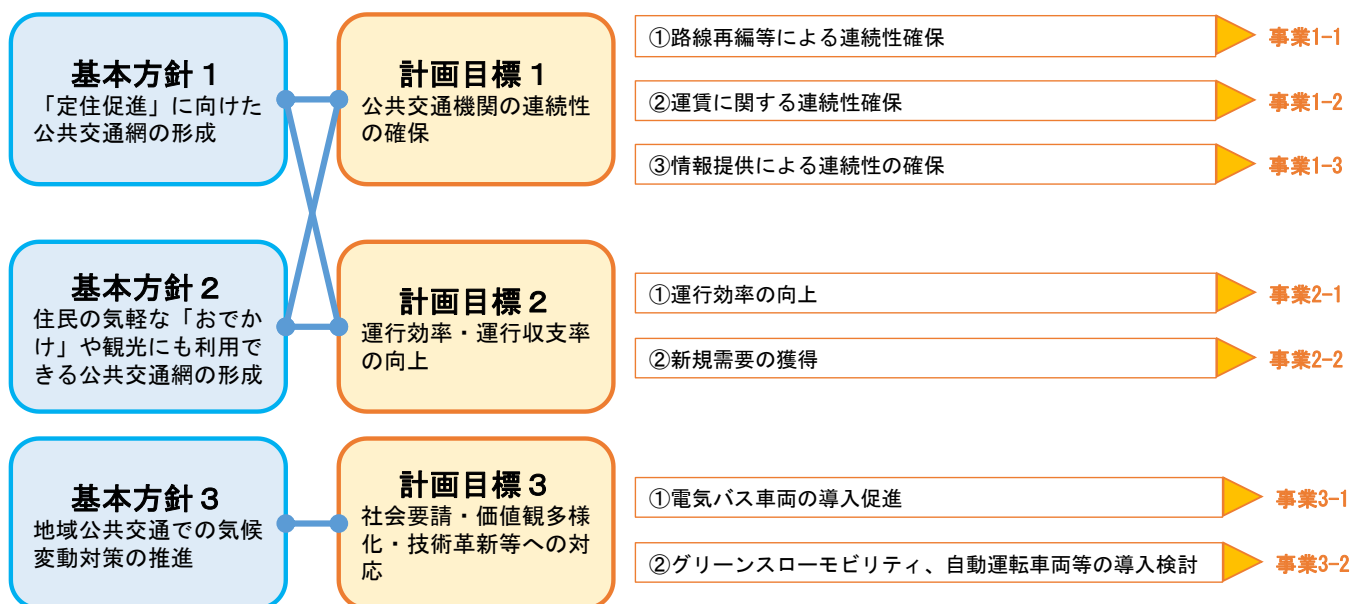 基本方針1
「定住促進」に向けた
公共交通網の形成
計画目標1
公共交通機関の連続性
の確保
①路線再編等による連続性確保
事業1-1
②運賃に関する連続性確保
事業1-2
③情報提供による連続性の確保
事業1-3
基本方針2
住民の気軽な「おでか
け」や観光にも利用で
きる公共交通網の形成
計画目標2
運行効率・運行収支率
の向上
①運行効率の向上
事業2-1
②新規需要の獲得
事業2-2
基本方針3
地域公共交通での気候
変動対策の推進
計画目標3
社会要請・価値観多様
化・技術革新等への対
応
①電気バス車両の導入促進
事業3-1
②グリーンスローモビリティ、自動運転車両等の導入検討
事業3-2